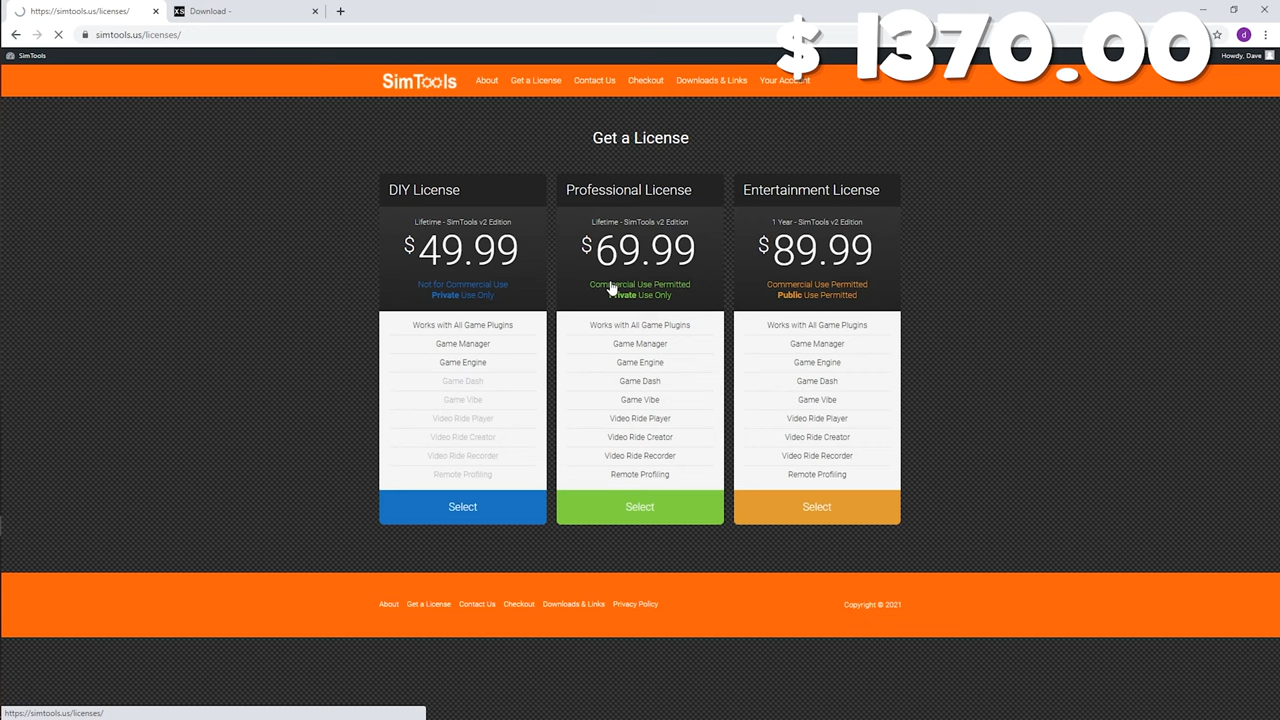 https://simtools.us/licenses/
XS Download -
simtools.us/licenses/
$ 1370.00
SimTools
Howdy, Dave
SimTools
About Get a License Contact Us Checkout Downloads & Links Your Account
Get a License
DIY License
Lifetime - SimTools v2 Edition
$49.99
Not for Commercial Use
Private Use Only
Works with All Game Plugins
Game Manager
Game Engine
Game Dash
Game Vibe
Video Ride Player
Video Ride Creator
Video Ride Recorder
Remote Profiling
Select
Professional License
Lifetime - SimTools v2 Edition
$69.99
Commercial Use Permitted
Private Use Only
Works with All Game Plugins
Game Manager
Game Engine
Game Dash
Game Vibe
Video Ride Player
Video Ride Creator
Video Ride Recorder
Remote Profiling
Select
Entertainment License
1 Year - SimTools v2 Edition
$89.99
Commercial Use Permitted
Public Use Permitted
Works with All Game Plugins
Game Manager
Game Engine
Game Dash
Game Vibe
Video Ride Player
Video Ride Creator
Video Ride Recorder
Remote Profiling
Select
About Get a License Contact Us Checkout Downloads & Links Privacy Policy
Copyright © 2021
https://simtools.us/licenses/